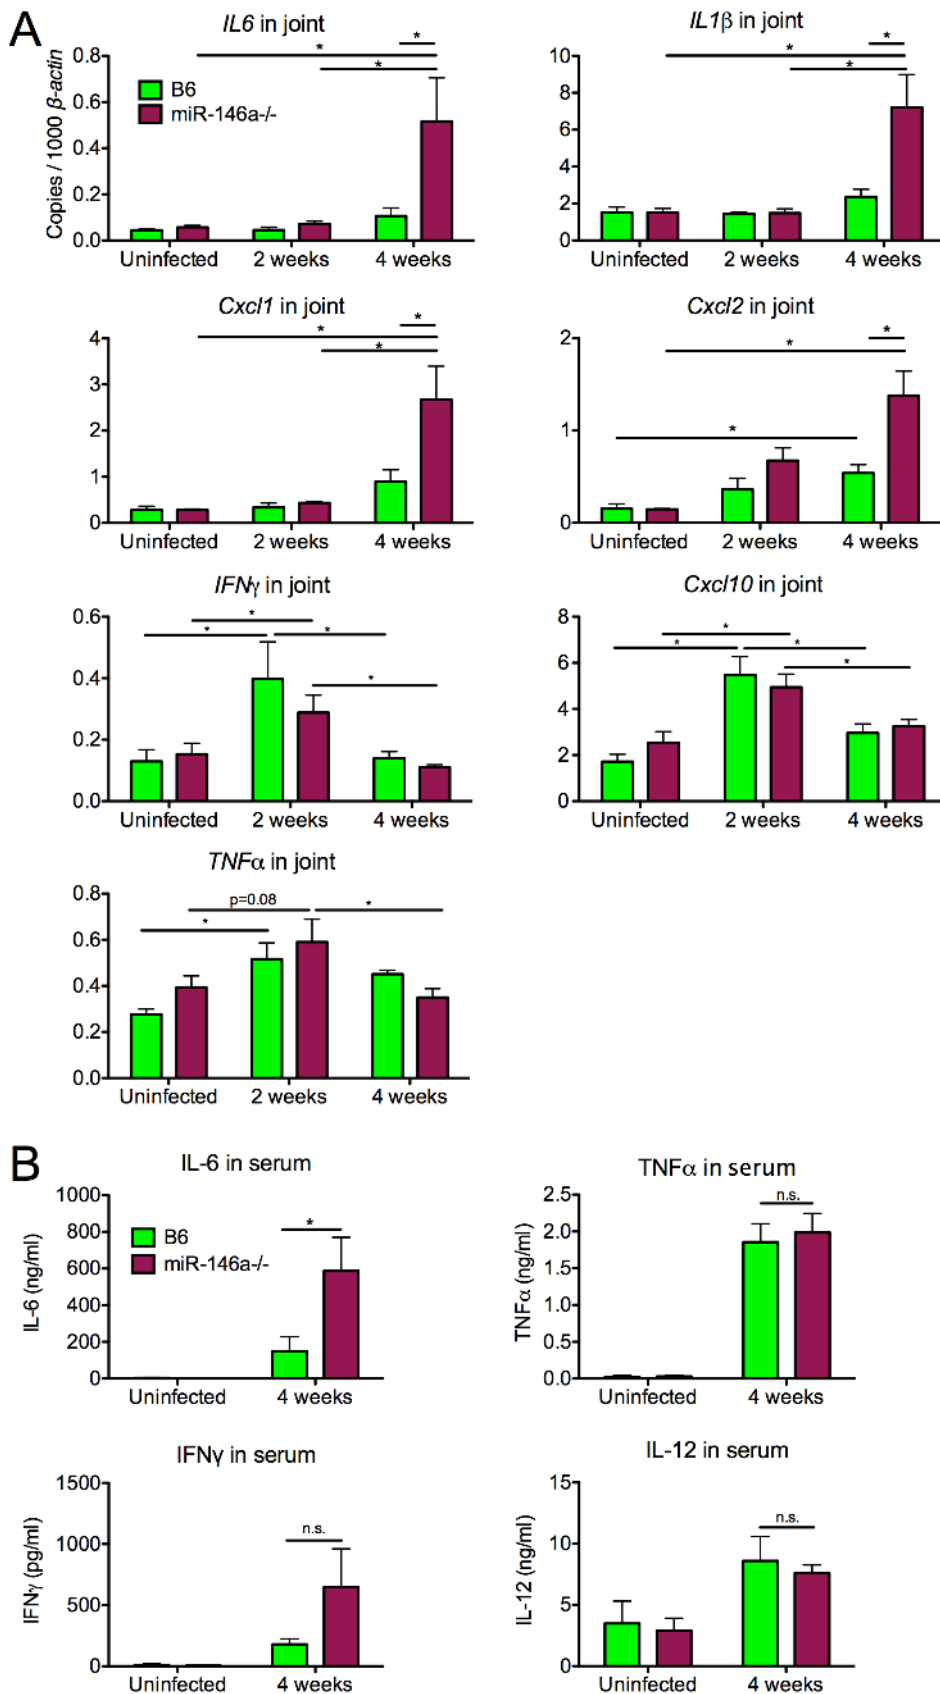 A
IL6 in joint
Copies / 1000 β-actin
0.8
0.6
0.4
0.2
0.0
B6
miR-146a-/-
*
*
*
Uninfected 2 weeks 4 weeks
IL1β in joint
10
8
6
4
2
0
*
*
*
Uninfected 2 weeks 4 weeks
Cxcl1 in joint
4
3
2
1
0
*
*
*
Uninfected 2 weeks 4 weeks
Cxcl2 in joint
2
1
0
*
*
*
Uninfected 2 weeks 4 weeks
IFNγ in joint
0.6
0.4
0.2
0.0
*
*
*
*
Uninfected 2 weeks 4 weeks
Cxcl10 in joint
8
6
4
2
0
*
*
*
*
Uninfected 2 weeks 4 weeks
TNFα in joint
0.8
0.6
0.4
0.2
0.0
p=0.08
*
*
Uninfected 2 weeks 4 weeks
B
IL-6 in serum
IL-6 (ng/ml)
1000
800
600
400
200
0
B6
miR-146a-/-
*
Uninfected 4 weeks
TNFα in serum
TNFα (ng/ml)
2.5
2.0
1.5
1.0
0.5
0.0
n.s.
Uninfected 4 weeks
IFNγ in serum
IFNγ (pg/ml)
1500
1000
500
0
n.s.
Uninfected 4 weeks
IL-12 in serum
IL-12 (ng/ml)
15
10
5
0
n.s.
Uninfected 4 weeks